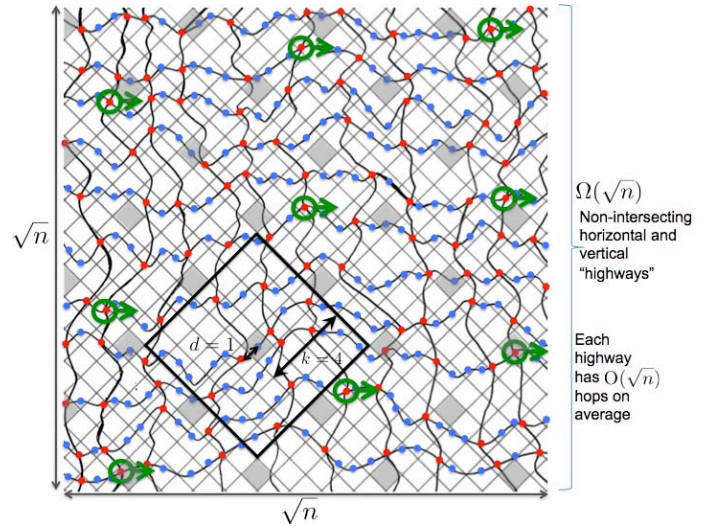 √n
d = 1
k = 4
√n
Ω(√n)
Non-intersecting
horizontal and
vertical
“highways”
Each
highway
has O(√n)
hops on
average